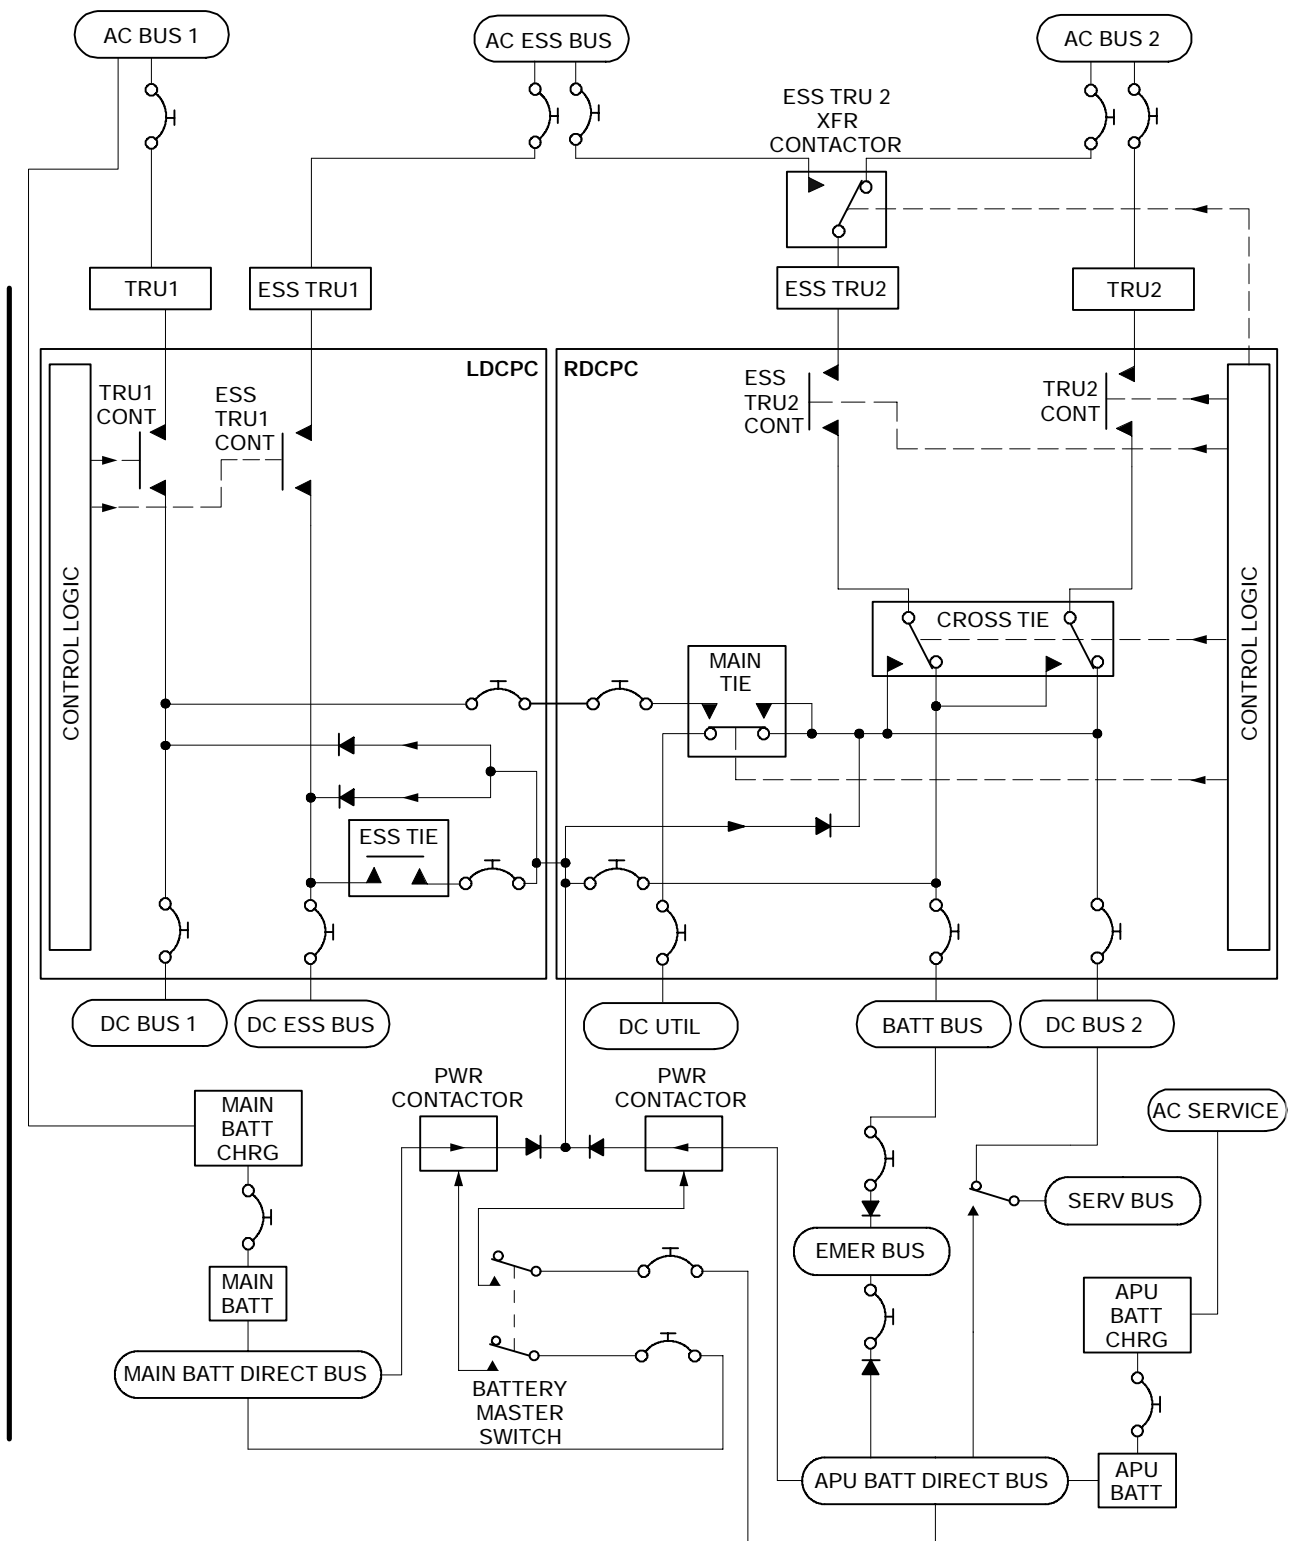 AC BUS 1
AC ESS BUS
AC BUS 2
ESS TRU 2
XFR
CONTACTOR
TRU1
ESS TRU1
ESS TRU2
TRU2
LDCPC
RDCPC
TRU1
CONT
ESS
TRU1
CONT
ESS
TRU2
CONT
TRU2
CONT
CONTROL LOGIC
CONTROL LOGIC
CROSS TIE
MAIN
TIE
ESS TIE
DC BUS 1
DC ESS BUS
DC UTIL
BATT BUS
DC BUS 2
PWR
CONTACTOR
PWR
CONTACTOR
MAIN
BATT
CHRG
AC SERVICE
SERV BUS
EMER BUS
MAIN
BATT
APU
BATT
CHRG
MAIN BATT DIRECT BUS
BATTERY
MASTER
SWITCH
APU BATT DIRECT BUS
APU
BATT